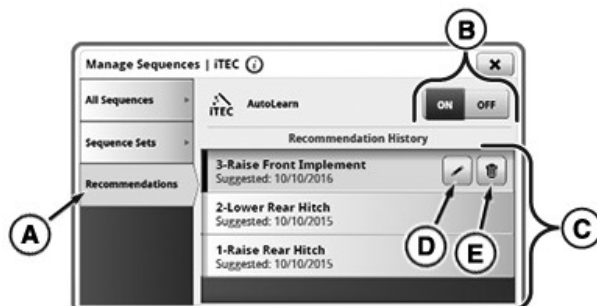 B
Manage Sequences | iTEC i
All Sequences
iTEC AutoLearn
ON OFF
Sequence Sets
Recommendation History
Recommendations
3-Raise Front Implement
Suggested: 10/10/2016
2-Lower Rear Hitch
Suggested: 10/10/2015
1-Raise Rear Hitch
Suggested: 10/10/2015
A
D
E
C